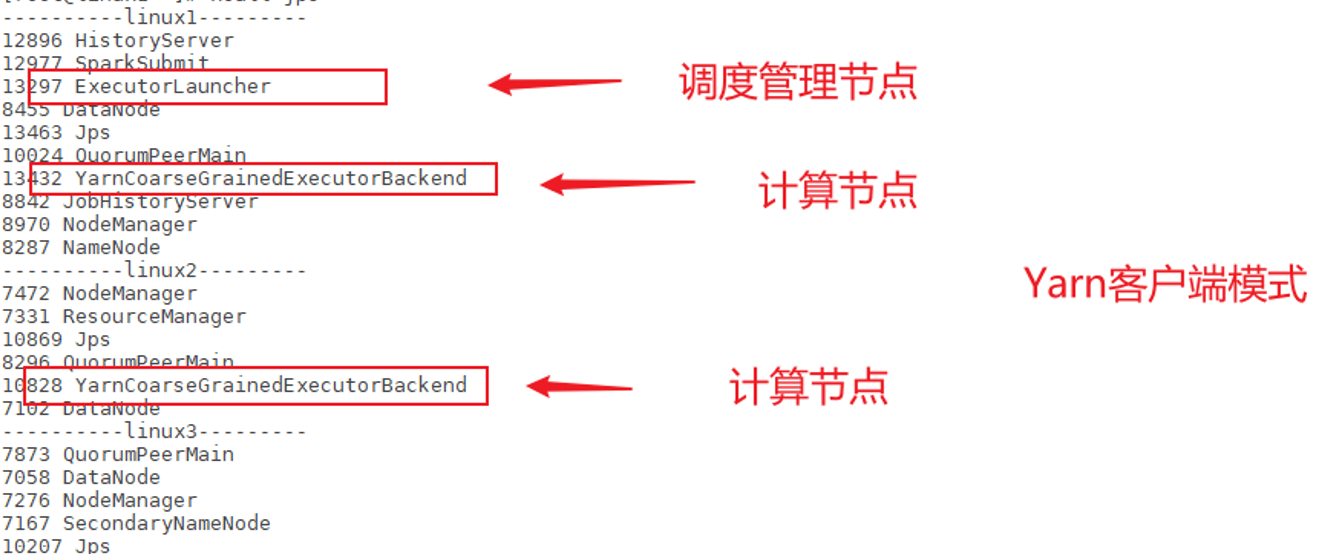 ----------linux1---------
12896 HistoryServer
12977 SparkSubmit
13297 ExecutorLauncher
调度管理节点
8455 DataNode
13463 Jps
10024 QuorumPeerMain
13432 YarnCoarseGrainedExecutorBackend
计算节点
8842 JobHistoryServer
8970 NodeManager
8287 NameNode
----------linux2---------
Yarn客户端模式
7472 NodeManager
7331 ResourceManager
10869 Jps
8296 QuorumPeerMain
10828 YarnCoarseGrainedExecutorBackend
计算节点
7102 DataNode
----------linux3---------
7873 QuorumPeerMain
7058 DataNode
7276 NodeManager
7167 SecondaryNameNode
10207 Jps